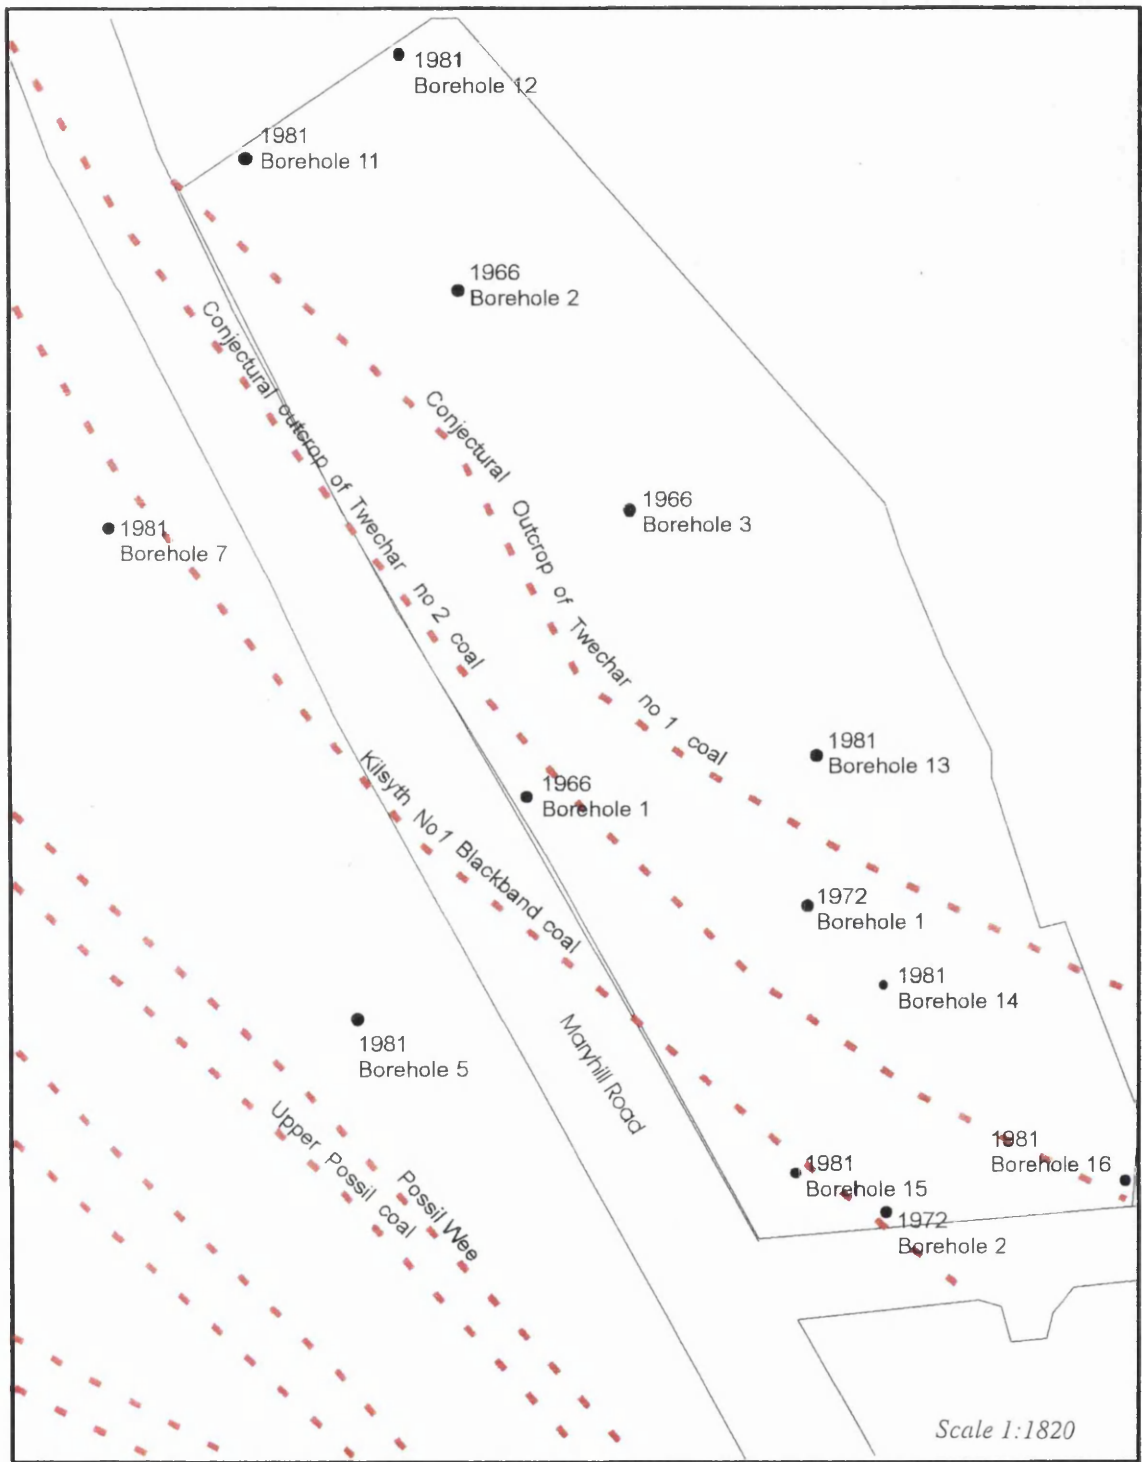 1981
Borehole 12
1981
Borehole 11
1966
Borehole 2
Conjectural outcrop of Twechar no 2 coal
Conjectural Outcrop of Twechar no 1 coal
1966
Borehole 3
1981
Borehole 7
1981
Borehole 13
Kilsyth No 1 Blackband coal
1966
Borehole 1
1972
Borehole 1
1981
Borehole 14
1981
Borehole 5
Maryhill Road
Upper Possil coal
Possil Wee
1981
Borehole 16
1981
Borehole 15
1972
Borehole 2
Scale 1:1820